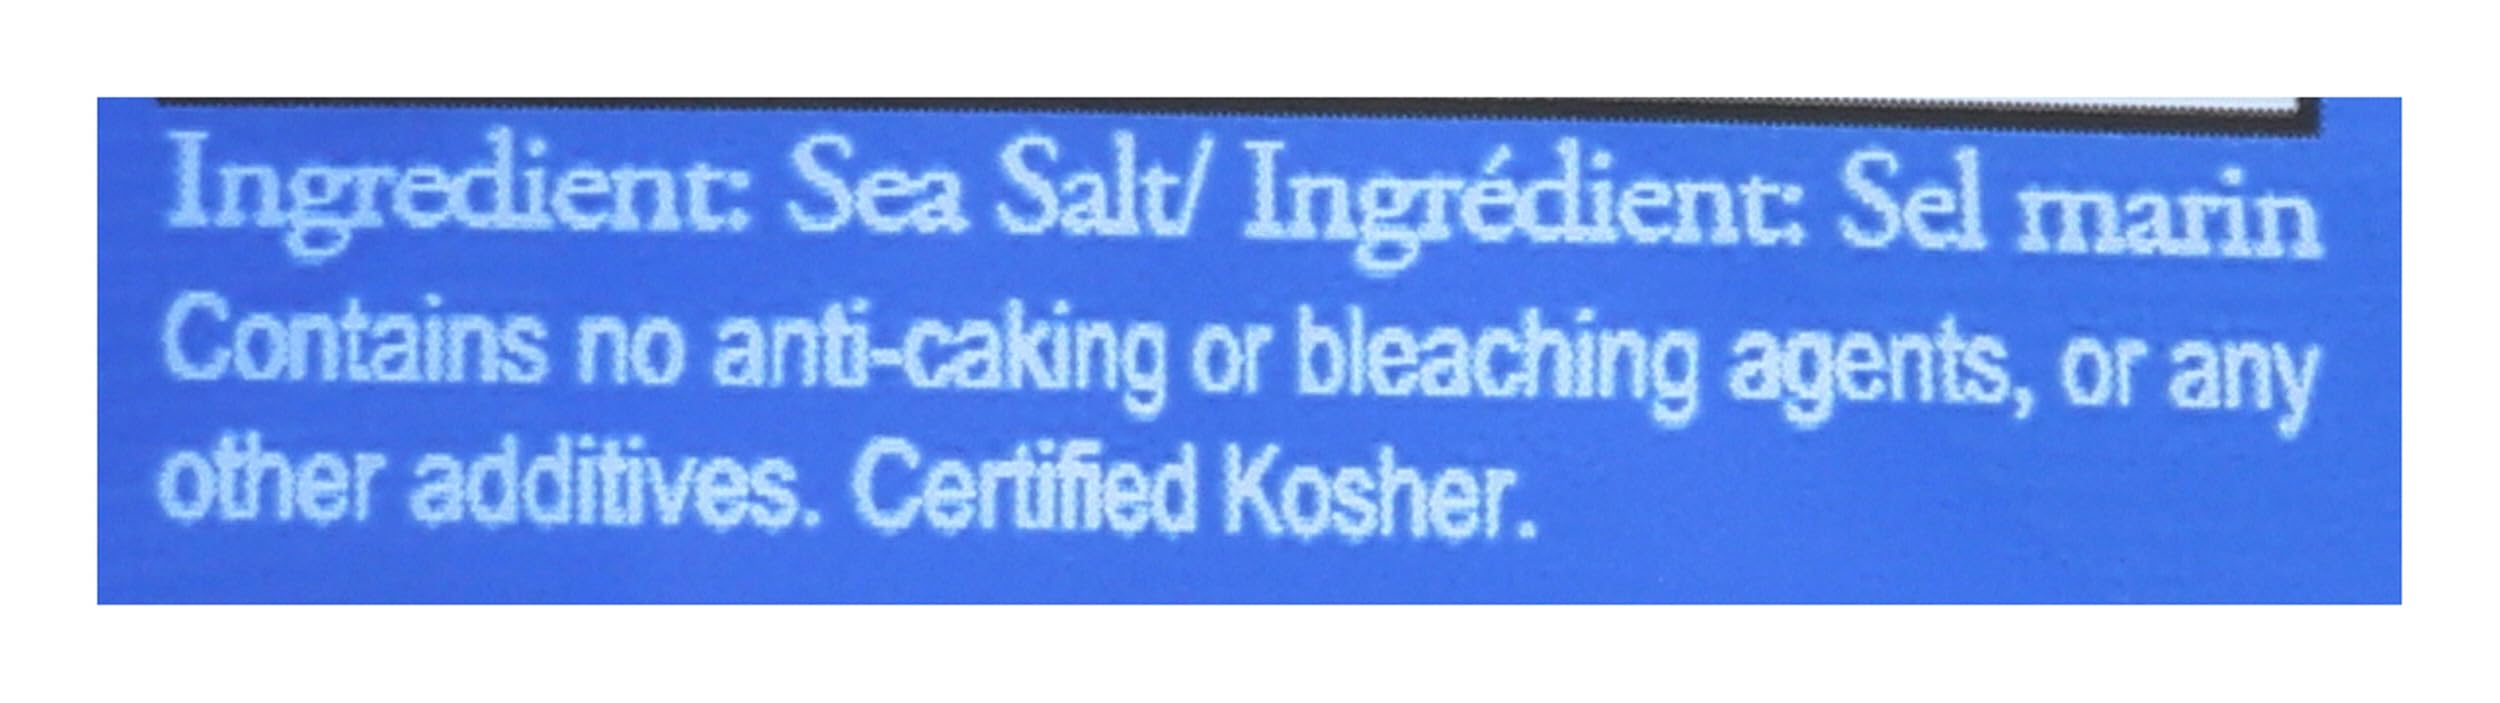 Ingredient: Sea Salt/ Ingrédient: Sel marin
Contains no anti-caking or bleaching agents, or any
other additives. Certified Kosher.